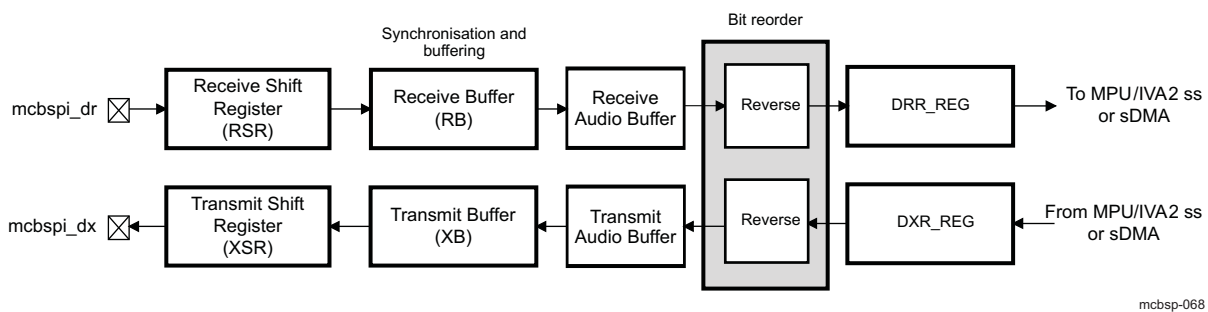 Bit reorder
Synchronisation and
buffering
mcbspi_dr
Receive Shift
Register
(RSR)
Receive Buffer
(RB)
Receive
Audio Buffer
Reverse
DRR_REG
To MPU/IVA2 ss
or sDMA
mcbspi_dx
Transmit Shift
Register
(XSR)
Transmit Buffer
(XB)
Transmit
Audio Buffer
Reverse
DXR_REG
From MPU/IVA2 ss
or sDMA
mcbsp-068